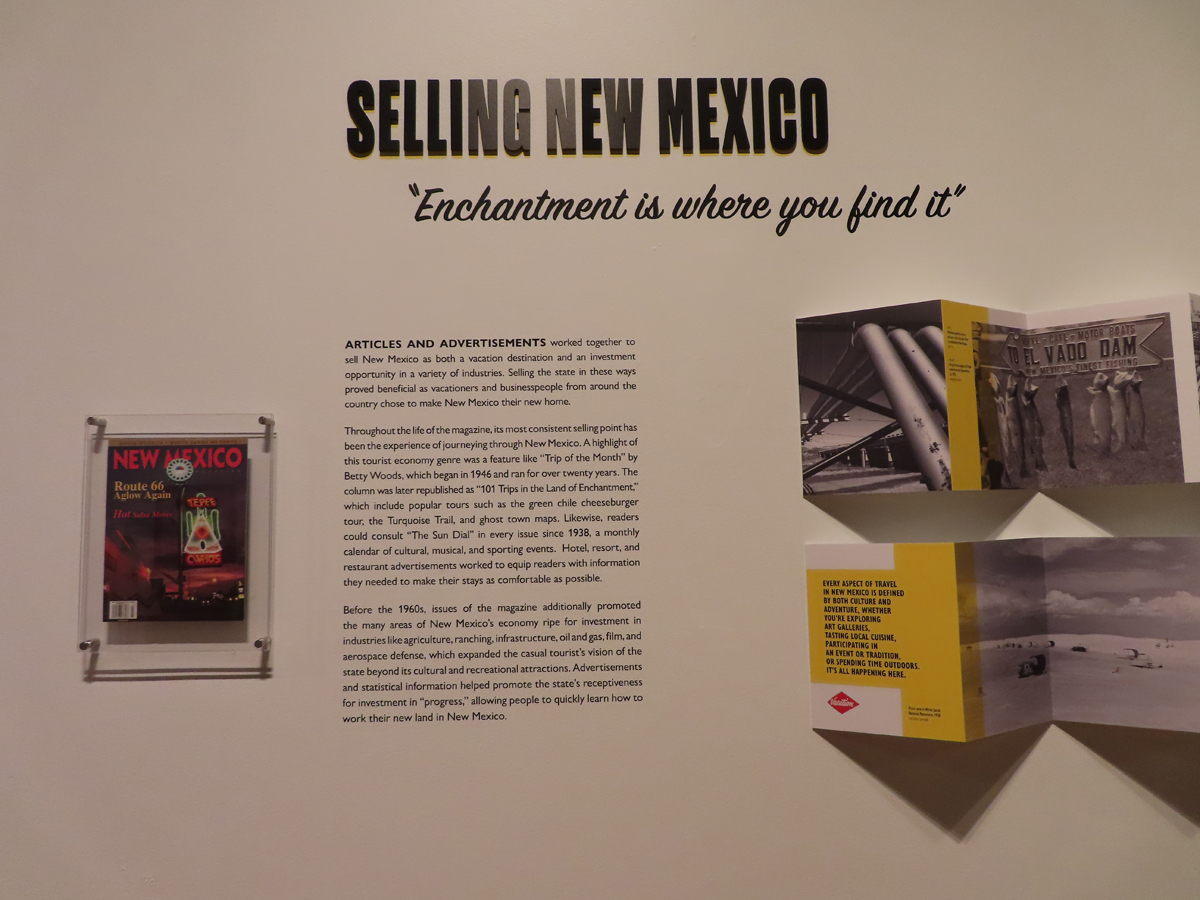 SELLING NEW MEXICO
"Enchantment is where you find it"
ARTICLES AND ADVERTISEMENTS worked together to
sell New Mexico as both a vacation destination and an investment
opportunity in a variety of industries. Selling the state in these ways
proved beneficial as vacationers and businesspeople from around the
country chose to make New Mexico their new home.
Throughout the life of the magazine, its most consistent selling point has
been the experience of journeying through New Mexico. A highlight of
this tourist economy genre was a feature like "Trip of the Month" by
Betty Woods, which began in 1946 and ran for over twenty years. The
column was later republished as "101 Trips in the Land of Enchantment,"
which include popular tours such as the green chile cheeseburger
tour, the Turquoise Trail, and ghost town maps. Likewise, readers
could consult "The Sun Dial" in every issue since 1938, a monthly
calendar of cultural, musical, and sporting events. Hotel, resort, and
restaurant advertisements worked to equip readers with information
they needed to make their stays as comfortable as possible.
Before the 1960s, issues of the magazine additionally promoted
the many areas of New Mexico's economy ripe for investment in
industries like agriculture, ranching, infrastructure, oil and gas, film, and
aerospace defense, which expanded the casual tourist's vision of the
state beyond its cultural and recreational attractions. Advertisements
and statistical information helped promote the state's receptiveness
for investment in "progress," allowing people to quickly learn how to
work their new land in New Mexico.
NEW MEXICO
Route 66
Aglow Again
Hot Salsa
TEPEE
CURIOS
CAFE - MOTOR BOATS
TO EL VADO DAM
MEXICO'S FINEST FISHING
EVERY ASPECT OF TRAVEL
IN NEW MEXICO IS DEFINED
BY BOTH CULTURE AND
ADVENTURE, WHETHER
YOU'RE EXPLORING
ART GALLERIES,
TASTING LOCAL CUISINE,
PARTICIPATING IN
AN EVENT OR TRADITION,
OR SPENDING TIME OUTDOORS.
IT'S ALL HAPPENING HERE.